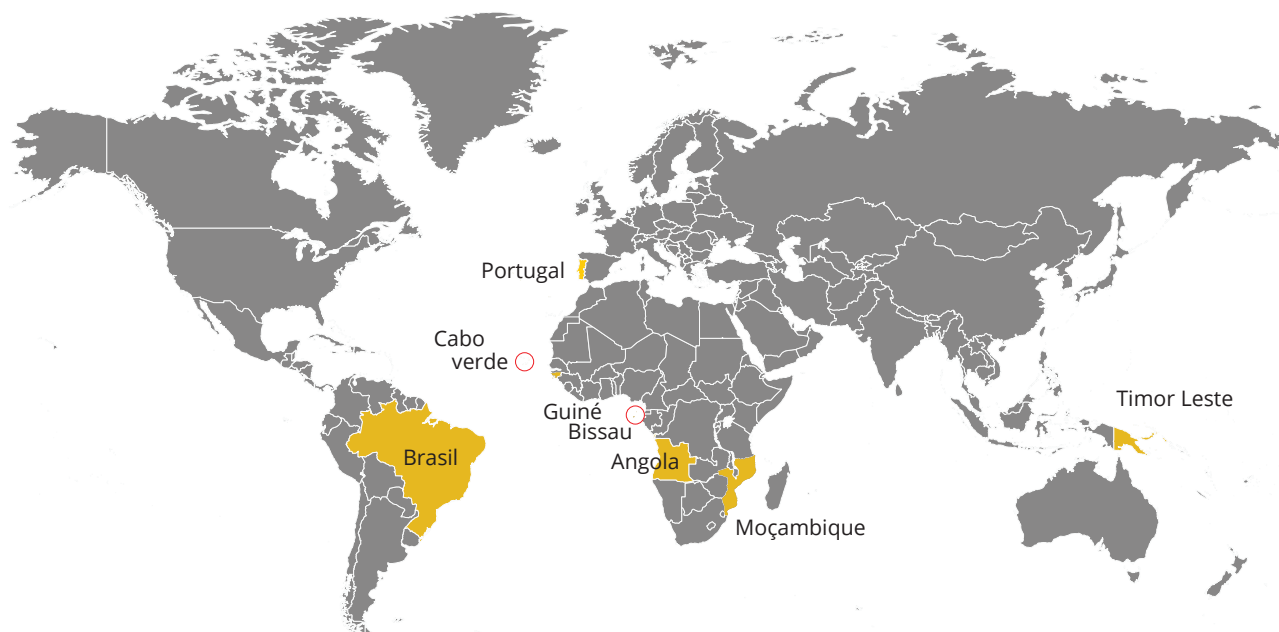 Portugal
Cabo
verde
Timor Leste
Guiné
Bissau
Brasil
Angola
Moçambique